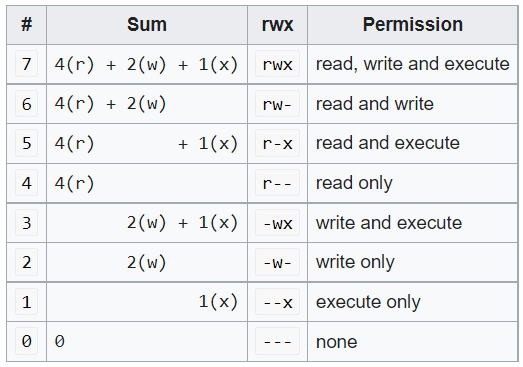 # Sum rwx Permission
7 4(r) + 2(w) + 1(x) rwx read, write and execute
6 4(r) + 2(w) rw- read and write
5 4(r) + 1(x) r-x read and execute
4 4(r) r-- read only
3 2(w) + 1(x) -wx write and execute
2 2(w) -w- write only
1 1(x) --x execute only
0 0 --- none